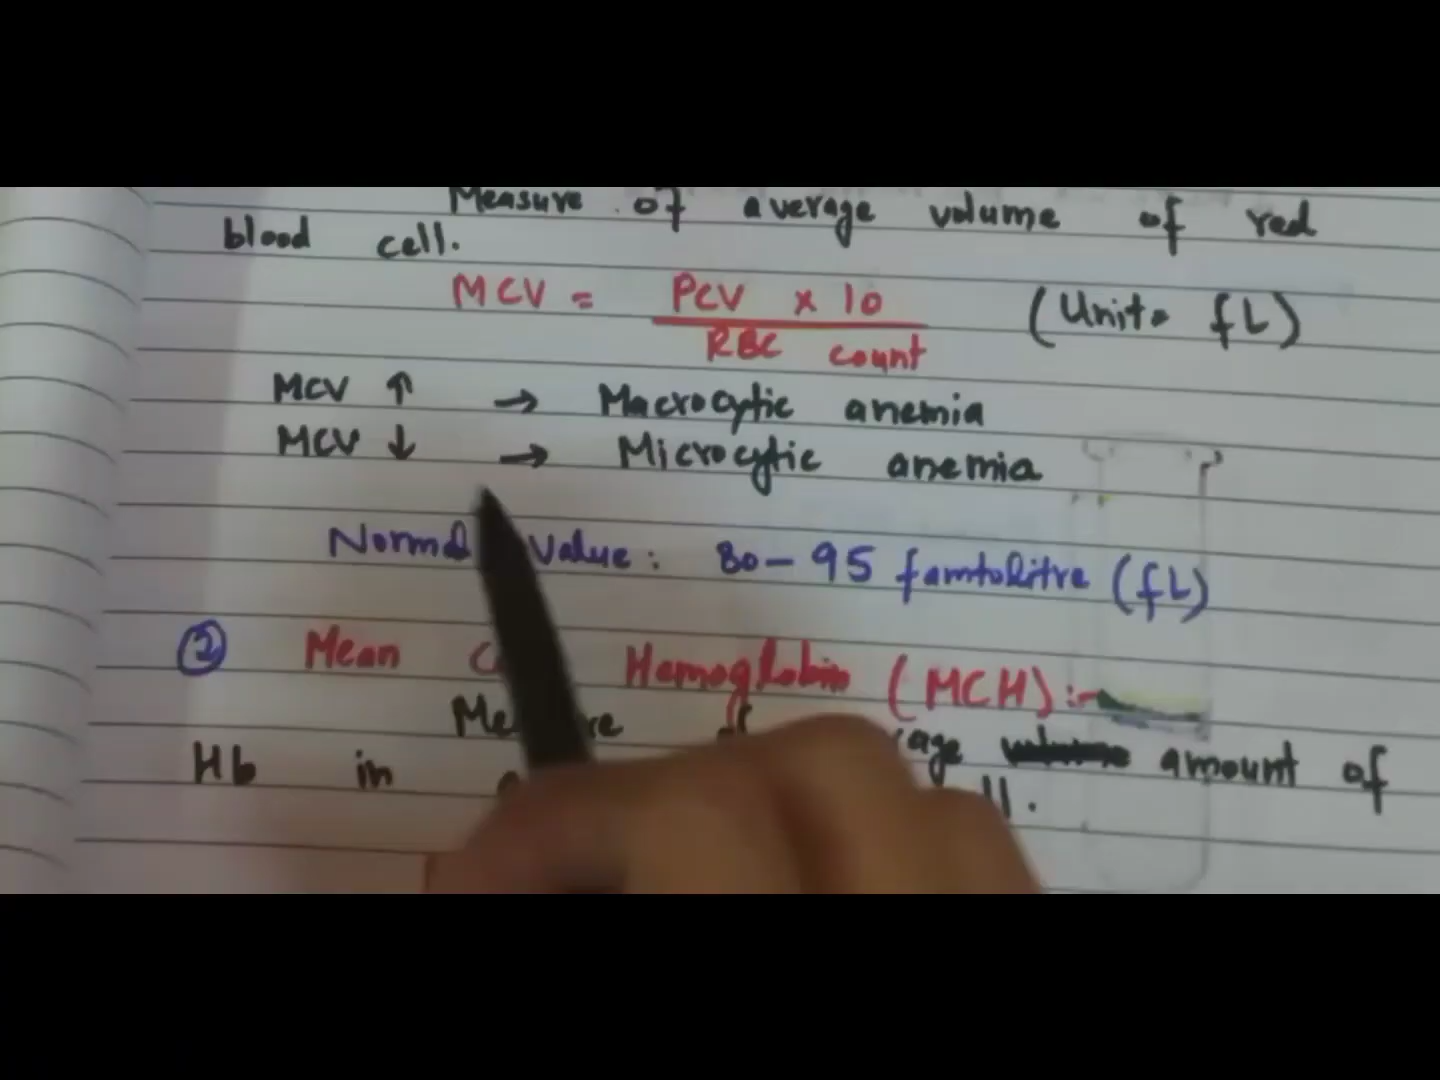 Measure of average volume of red
blood cell.
MCV = PCV x 10 (Unit = fL)
RBC count
MCV ↑ → Macrocytic anemia
MCV ↓ → Microcytic anemia
Value: 80-95 famtolitre (fL)
2 Mean Hemoglobin (MCH):-
amount of
Hb in